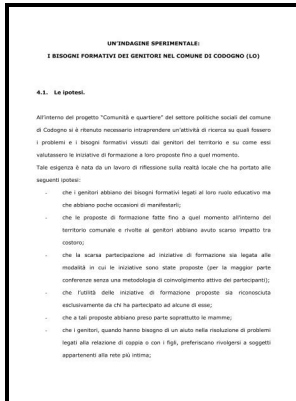 UN'INDAGINE SPERIMENTALE:
I BISOGNI FORMATIVI DEI GENITORI NEL COMUNE DI CODOGNO (LO)
4.1. Le ipotesi.
All'interno del progetto "Comunità e quartiere" del settore politiche sociali del comune
di Codogno si è ritenuto necessario intraprendere un'attività di ricerca su quali fossero
i problemi e i bisogni formativi vissuti dai genitori del territorio e su come essi
valutassero le iniziative di formazione a loro proposte fino a quel momento.
Tale esigenza è nata da un lavoro di riflessione sulla realtà locale che ha portato alle
seguenti ipotesi:
- che i genitori abbiano dei bisogni formativi legati al loro ruolo educativo ma
che abbiano poche occasioni di manifestarli;
- che le proposte di formazione fatte fino a quel momento all'interno del
territorio comunale e rivolte ai genitori abbiano avuto scarso impatto tra
costoro;
- che la scarsa partecipazione ad iniziative di formazione sia legata alle
modalità in cui le iniziative sono state proposte (per la maggior parte
conferenze senza una metodologia di coinvolgimento attivo dei partecipanti);
- che l'utilità delle iniziative di formazione proposte sia riconosciuta
esclusivamente da chi ha partecipato ad alcune di esse;
- che a tali proposte abbiano preso parte soprattutto le mamme;
- che i genitori, quando hanno bisogno di un aiuto nella risoluzione di problemi
legati alla relazione di coppia o con i figli, preferiscano rivolgersi a soggetti
appartenenti alla rete più intima;